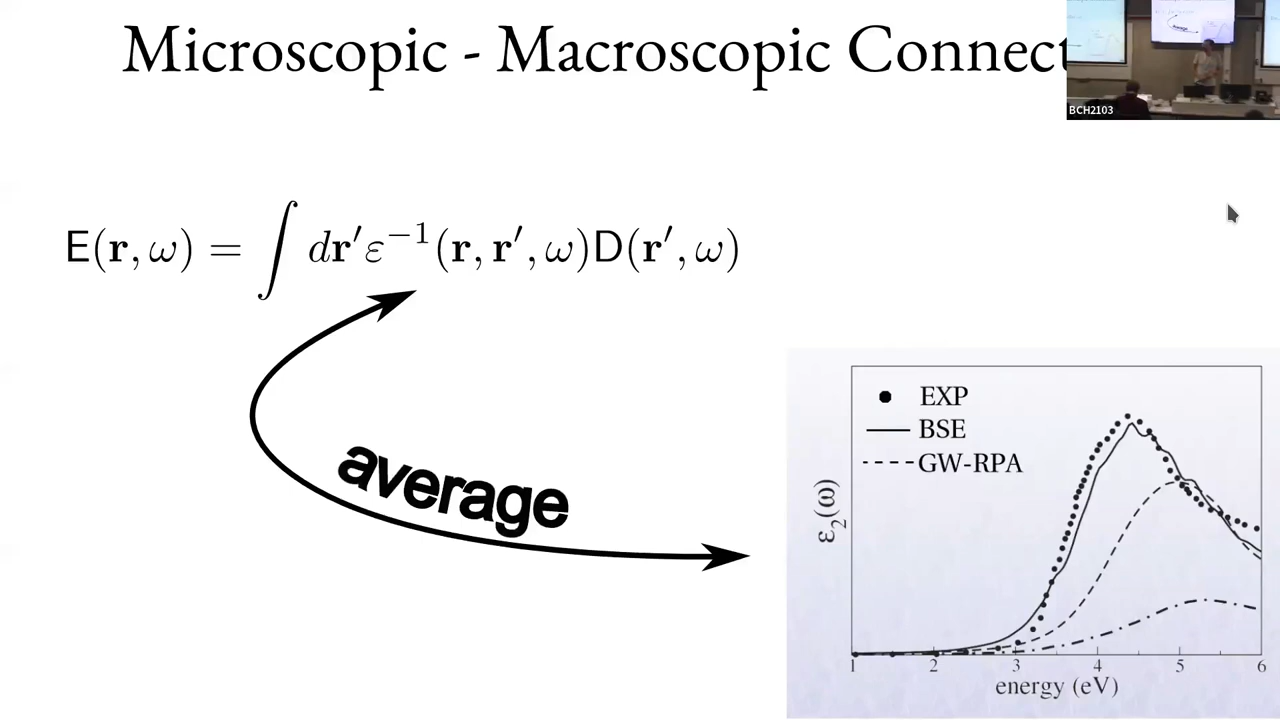 Microscopic - Macroscopic Connect
BCH2103
E(r, ω) = ∫ dr′ε⁻¹(r, r′, ω)D(r′, ω)
average
EXP
BSE
GW-RPA
ε₂(ω)
1 2 3 4 5 6
energy (eV)